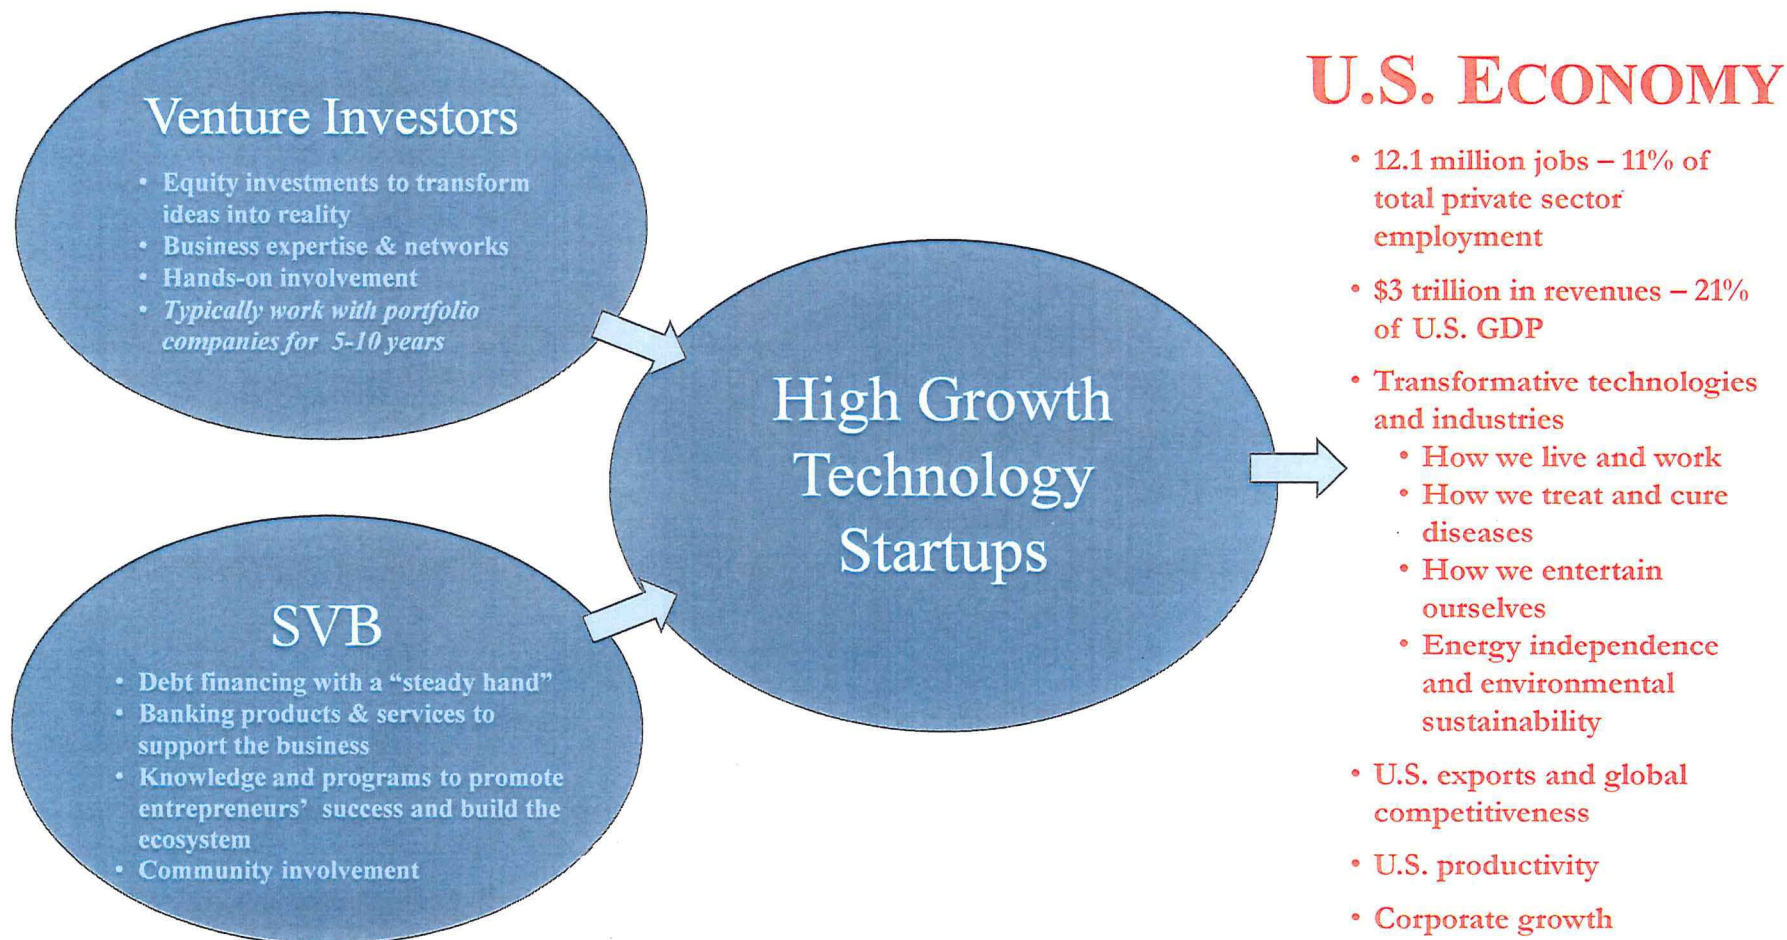 Venture Investors
• Equity investments to transform
ideas into reality
• Business expertise & networks
• Hands-on involvement
• Typically work with portfolio
companies for 5-10 years
SVB
• Debt financing with a “steady hand”
• Banking products & services to
support the business
• Knowledge and programs to promote
entrepreneurs’ success and build the
ecosystem
• Community involvement
High Growth
Technology
Startups
U.S. ECONOMY
• 12.1 million jobs – 11% of
total private sector
employment
• $3 trillion in revenues – 21%
of U.S. GDP
• Transformative technologies
and industries
• How we live and work
• How we treat and cure
diseases
• How we entertain
ourselves
• Energy independence
and environmental
sustainability
• U.S. exports and global
competitiveness
• U.S. productivity
• Corporate growth